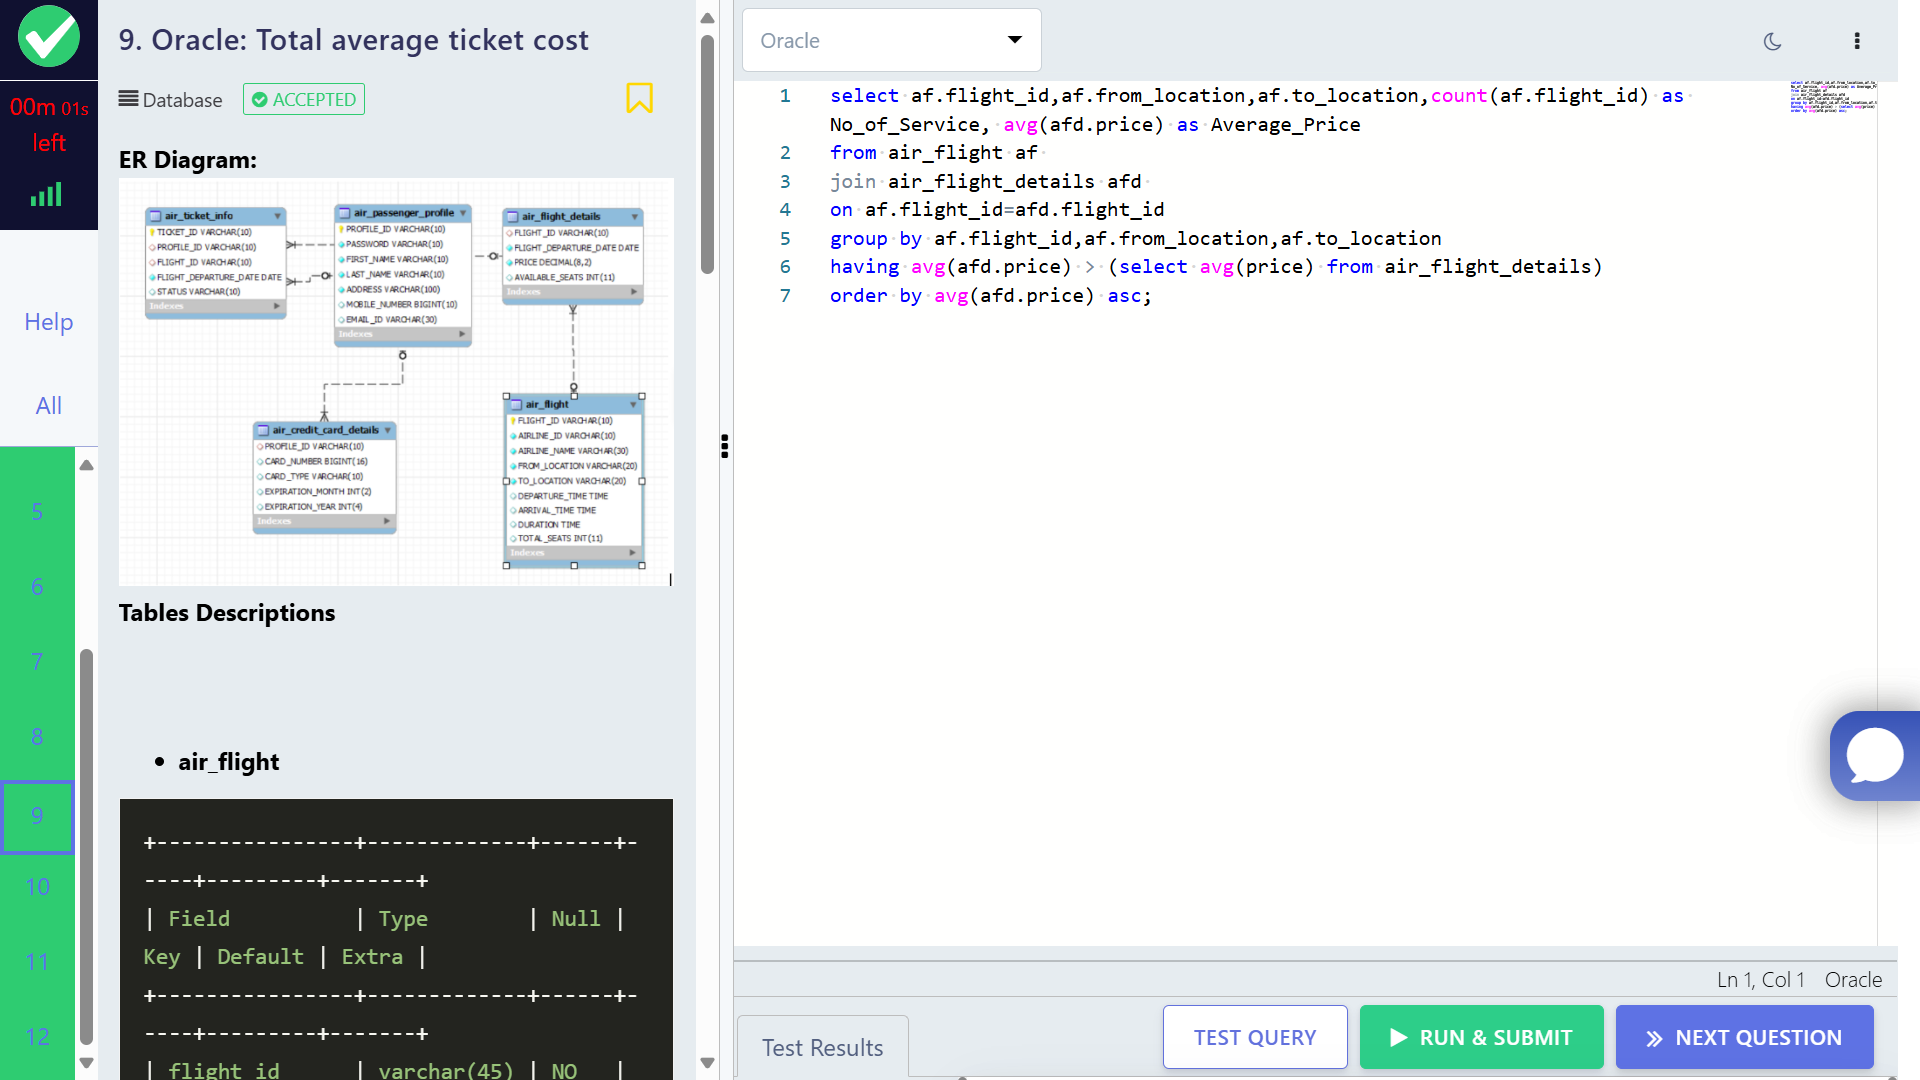 00m 01s
left
Help
All
5
6
7
8
9
10
11
12
9. Oracle: Total average ticket cost
Database
ACCEPTED
ER Diagram:
air_ticket_info
TICKET_ID VARCHAR(10)
PROFILE_ID VARCHAR(10)
FLIGHT_ID VARCHAR(10)
FLIGHT_DEPARTURE_DATE DATE
STATUS VARCHAR(10)
Indexes
air_passenger_profile
PROFILE_ID VARCHAR(10)
PASSWORD VARCHAR(10)
FIRST_NAME VARCHAR(10)
LAST_NAME VARCHAR(10)
ADDRESS VARCHAR(100)
MOBILE_NUMBER BIGINT(10)
EMAIL_ID VARCHAR(30)
Indexes
air_flight_details
FLIGHT_ID VARCHAR(10)
FLIGHT_DEPARTURE_DATE DATE
PRICE DECIMAL(8,2)
AVAILABLE_SEATS INT(11)
Indexes
air_credit_card_details
PROFILE_ID VARCHAR(10)
CARD_NUMBER BIGINT(16)
CARD_TYPE VARCHAR(10)
EXPIRATION_MONTH INT(2)
EXPIRATION_YEAR INT(4)
Indexes
air_flight
FLIGHT_ID VARCHAR(10)
AIRLINE_ID VARCHAR(10)
AIRLINE_NAME VARCHAR(30)
FROM_LOCATION VARCHAR(20)
TO_LOCATION VARCHAR(20)
DEPARTURE_TIME TIME
ARRIVAL_TIME TIME
DURATION TIME
TOTAL_SEATS INT(11)
Indexes
Tables Descriptions
• air_flight
+----------------+-------------+------+-
----+---------+-------+
| Field          | Type        | Null |
Key | Default | Extra |
+----------------+-------------+------+-
----+---------+-------+
| flight_id      | varchar(45) | NO   |
Oracle
1 select af.flight_id,af.from_location,af.to_location,count(af.flight_id) as
No_of_Service, avg(afd.price) as Average_Price
2 from air_flight af
3 join air_flight_details afd
4 on af.flight_id=afd.flight_id
5 group by af.flight_id,af.from_location,af.to_location
6 having avg(afd.price) > (select avg(price) from air_flight_details)
7 order by avg(afd.price) asc;
Ln 1, Col 1 Oracle
Test Results
TEST QUERY
RUN & SUBMIT
NEXT QUESTION